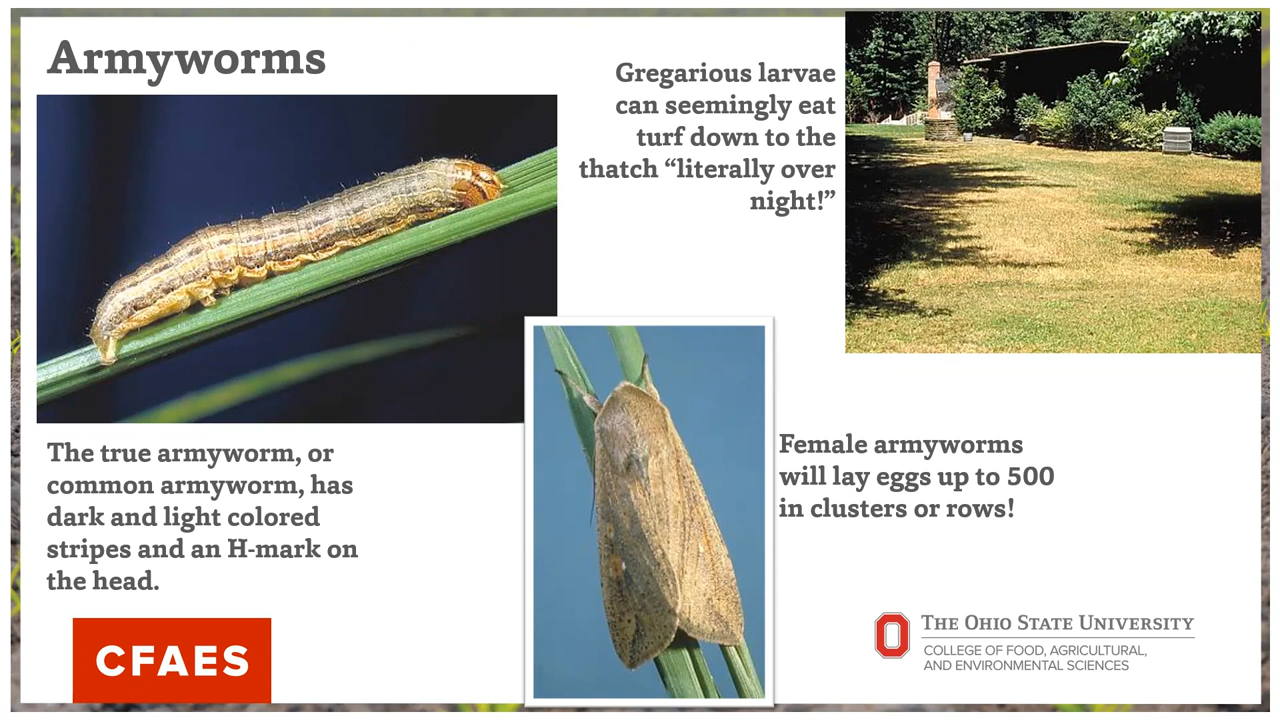 Armyworms
Gregarious larvae
can seemingly eat
turf down to the
thatch “literally over
night!”
The true armyworm, or
common armyworm, has
dark and light colored
stripes and an H-mark on
the head.
Female armyworms
will lay eggs up to 500
in clusters or rows!
CFAES
THE OHIO STATE UNIVERSITY
COLLEGE OF FOOD, AGRICULTURAL,
AND ENVIRONMENTAL SCIENCES